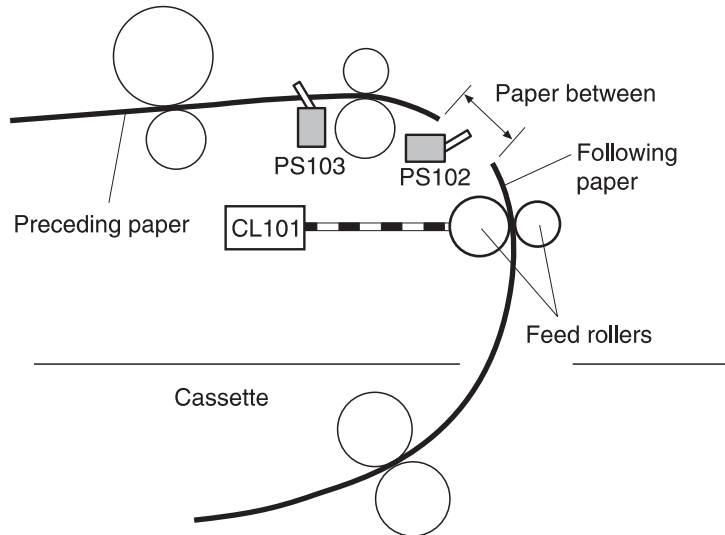 Paper between
PS103
PS102
Following
paper
Preceding paper
CL101
Feed rollers
Cassette